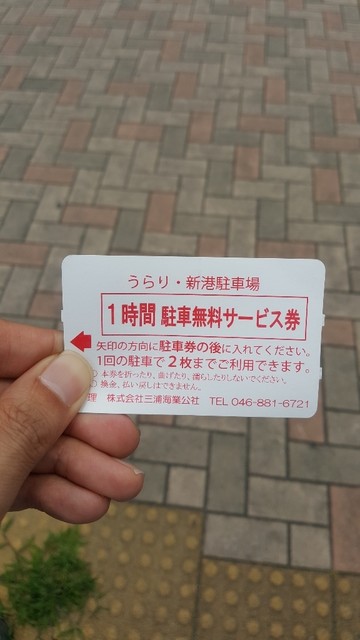 うらり・新港駐車場
1時間 駐車無料サービス券
矢印の方向に駐車券の後に入れてください。
1回の駐車で2枚までご利用できます。
○本券を折ったり、曲げたり、濡らしたりしないでください。
○換金、払い戻しはできません。
理 株式会社三浦海業公社 TEL 046-881-6721